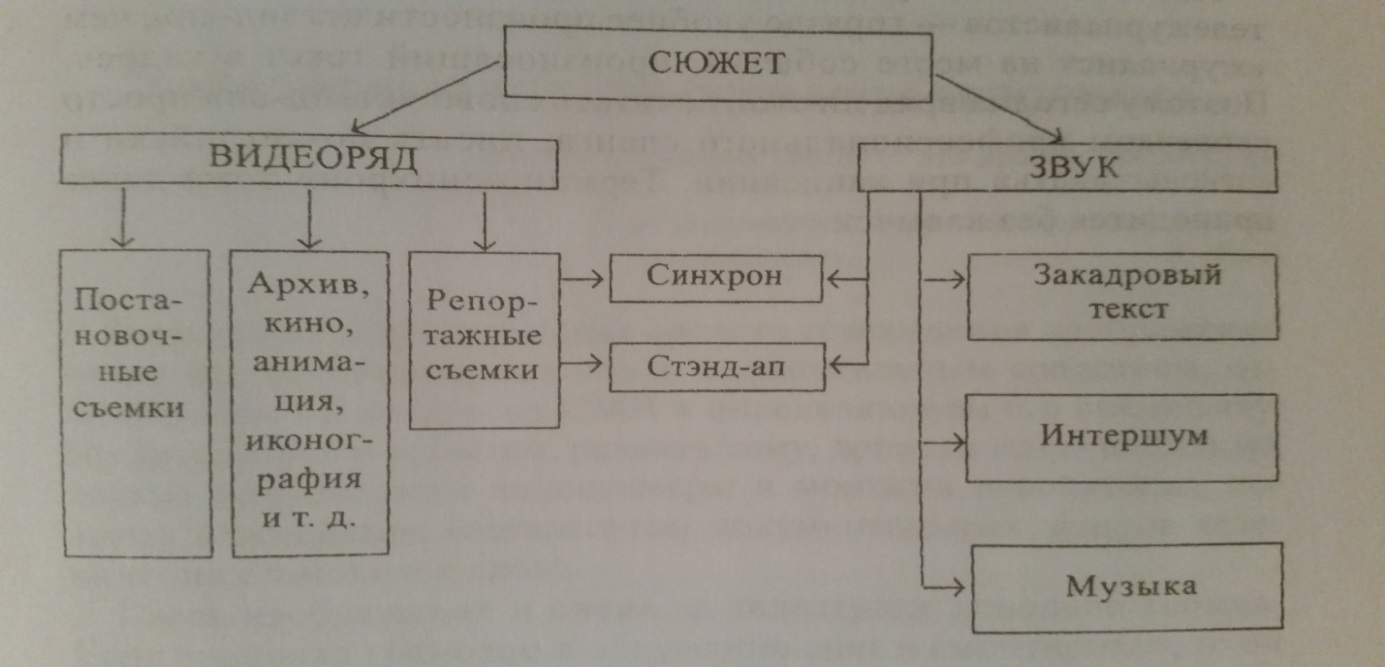 СЮЖЕТ
ВИДЕОРЯД
ЗВУК
Поста-
новоч-
ные
съемки
Архив,
кино,
анима-
ция,
иконог-
рафия
и т. д.
Репор-
тажные
съемки
Синхрон
Стэнд-ап
Закадровый
текст
Интершум
Музыка